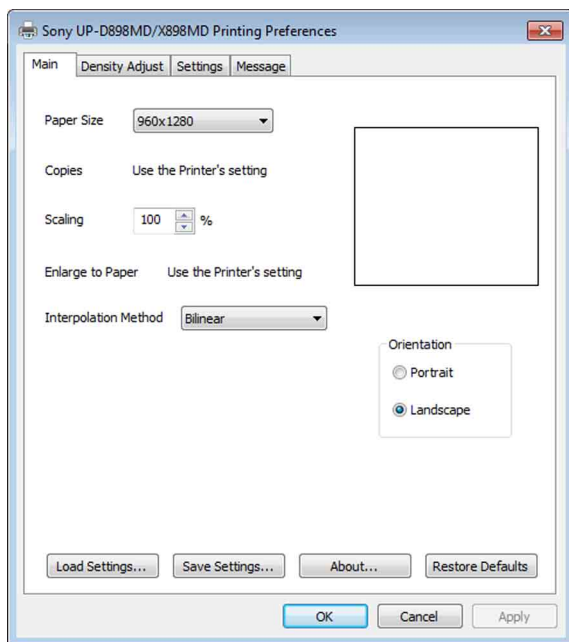 Sony UP-D898MD/X898MD Printing Preferences
Main Density Adjust Settings Message
Paper Size 960x1280
Copies Use the Printer's setting
Scaling 100 %
Enlarge to Paper Use the Printer's setting
Interpolation Method Bilinear
Orientation
Portrait
Landscape
Load Settings... Save Settings... About... Restore Defaults
OK Cancel Apply